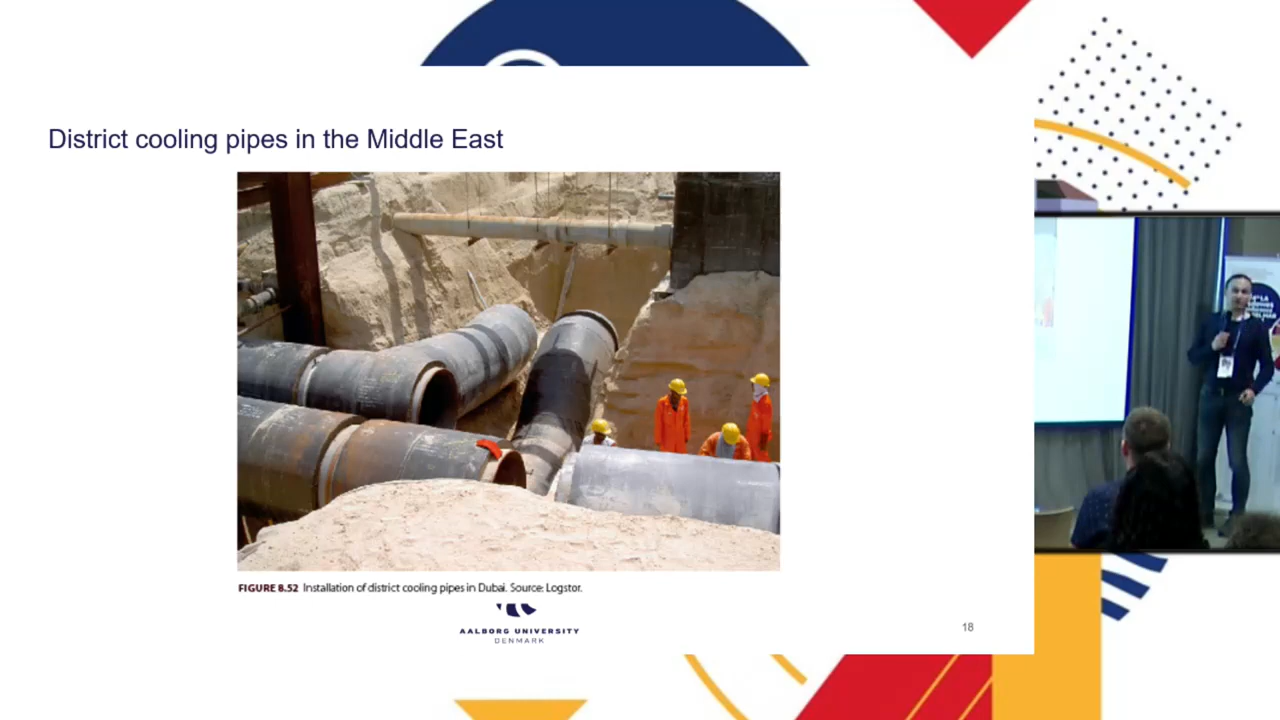 District cooling pipes in the Middle East
FIGURE 8.52 Installation of district cooling pipes in Dubai. Source: Logstor.
AALBORG UNIVERSITY
DENMARK
18